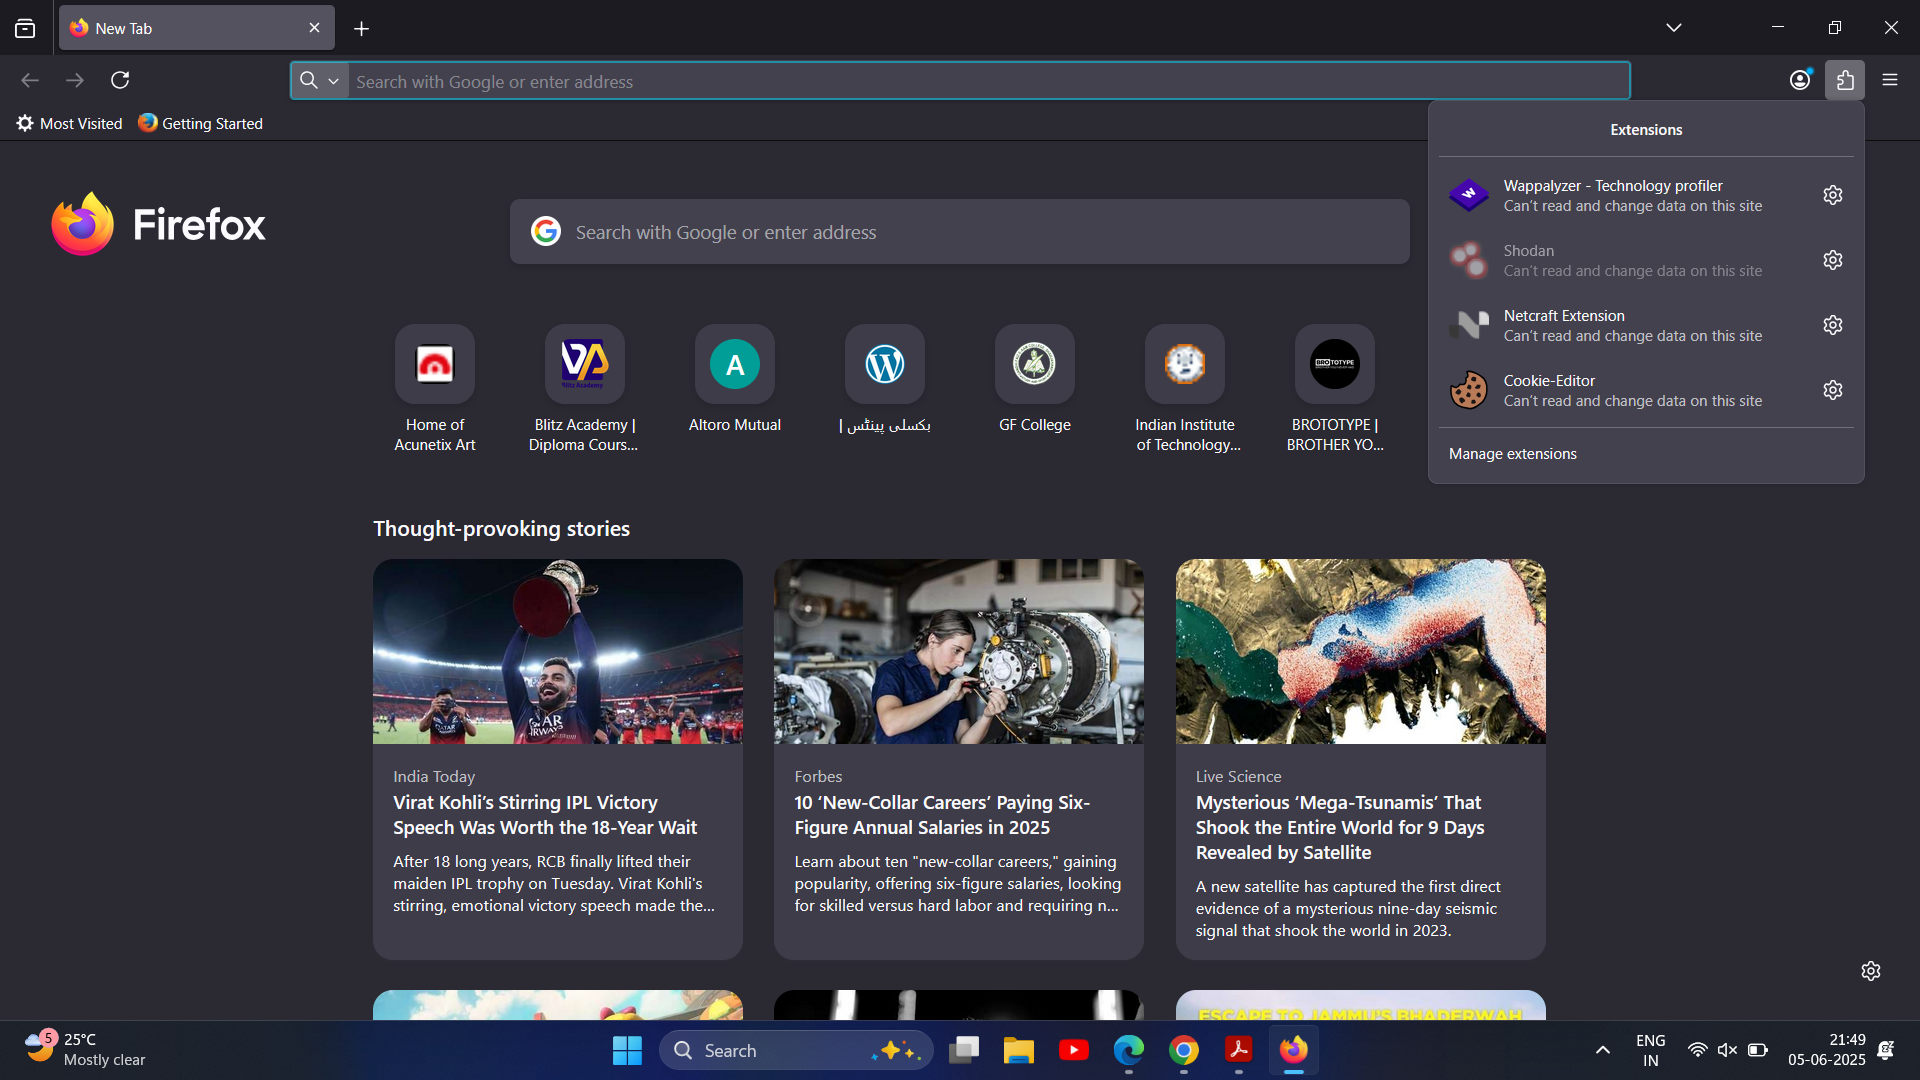 New Tab
Search with Google or enter address
Most Visited
Getting Started
Extensions
Wappalyzer - Technology profiler
Can't read and change data on this site
Shodan
Can't read and change data on this site
Netcraft Extension
Can't read and change data on this site
Cookie-Editor
Can't read and change data on this site
Manage extensions
Firefox
Search with Google or enter address
Home of
Acunetix Art
Blitz Academy |
Diploma Cours...
A
Altoro Mutual
بکسلی پینٹس |
GF College
Indian Institute
of Technology...
BROTOTYPE
BROTOTYPE |
BROTHER YO...
Thought-provoking stories
QATAR
AIRWAYS
India Today
Virat Kohli’s Stirring IPL Victory
Speech Was Worth the 18-Year Wait
After 18 long years, RCB finally lifted their
maiden IPL trophy on Tuesday. Virat Kohli's
stirring, emotional victory speech made the...
Forbes
10 ‘New-Collar Careers’ Paying Six-
Figure Annual Salaries in 2025
Learn about ten "new-collar careers," gaining
popularity, offering six-figure salaries, looking
for skilled versus hard labor and requiring n...
Live Science
Mysterious ‘Mega-Tsunamis’ That
Shook the Entire World for 9 Days
Revealed by Satellite
A new satellite has captured the first direct
evidence of a mysterious nine-day seismic
signal that shook the world in 2023.
ESCAPE TO JAMMU'S BHADERWAH
5
25°C
Mostly clear
Search
ENG
IN
21:49
05-06-2025